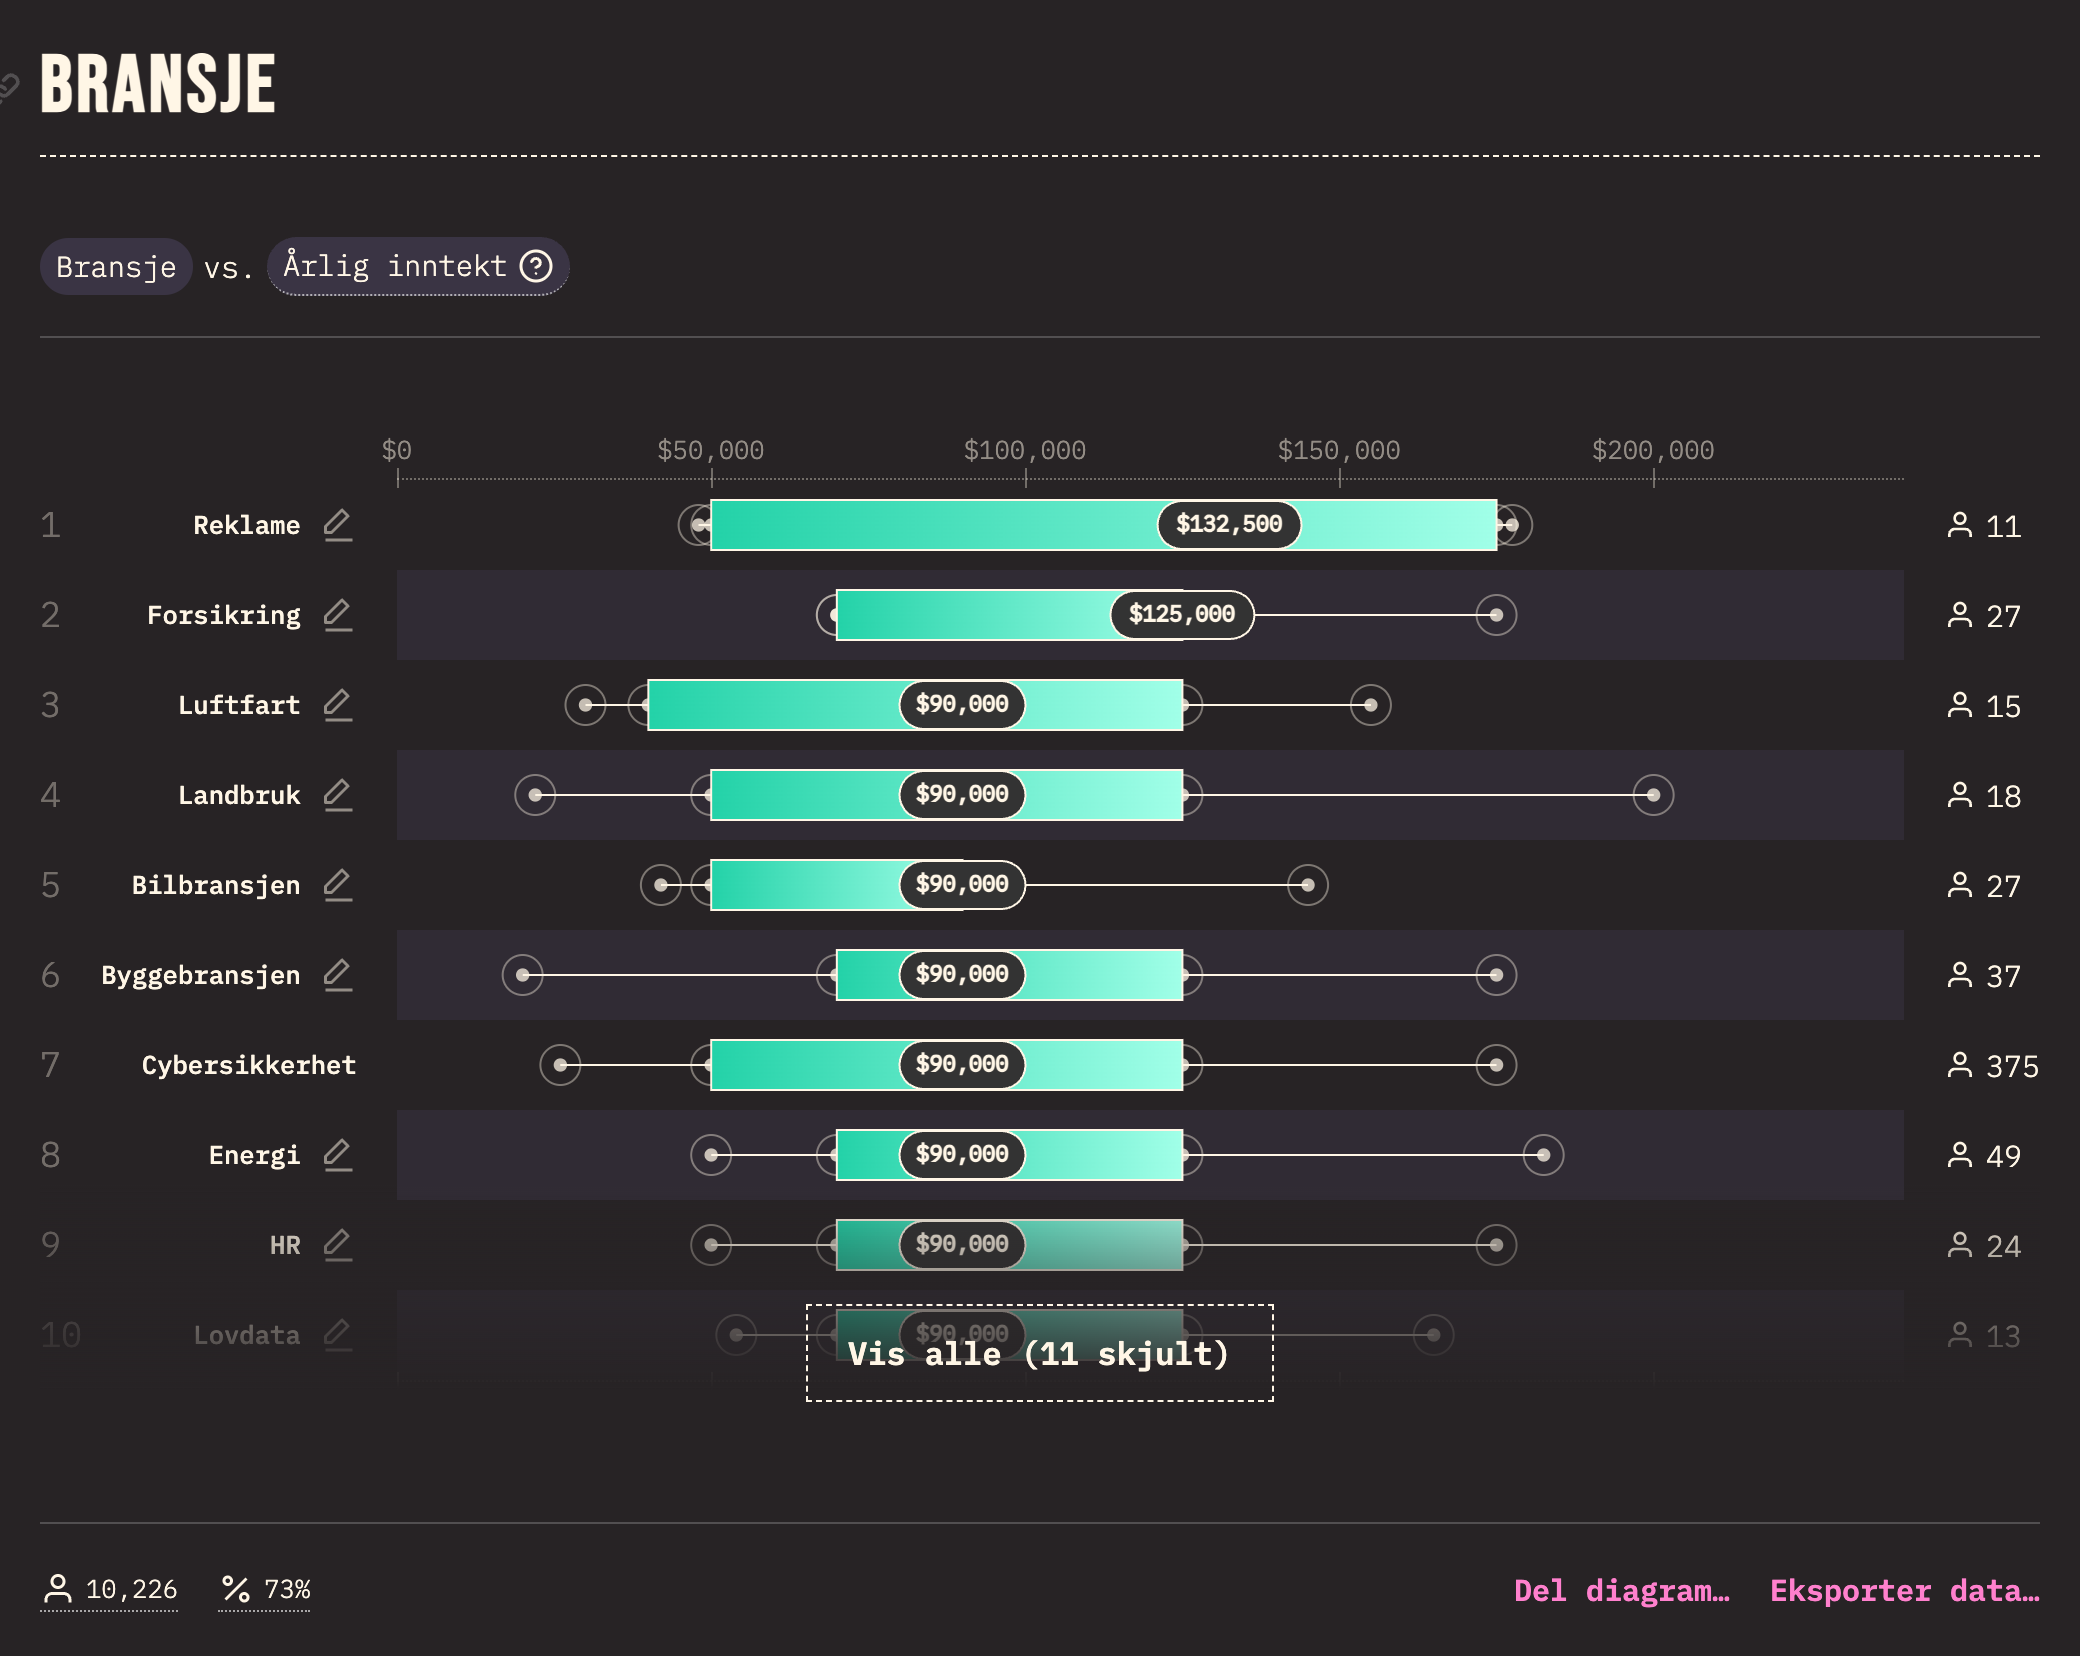 BRANSJE
Bransje vs. Årlig inntekt
$0 $50,000 $100,000 $150,000 $200,000
1 Reklame $132,500 11
2 Forsikring $125,000 27
3 Luftfart $90,000 15
4 Landbruk $90,000 18
5 Bilbransjen $90,000 27
6 Byggebransjen $90,000 37
7 Cybersikkerhet $90,000 375
8 Energi $90,000 49
9 HR $90,000 24
10 Lovdata $90,000 13
Vis alle (11 skjult)
10,226 73% Del diagram… Eksporter data…